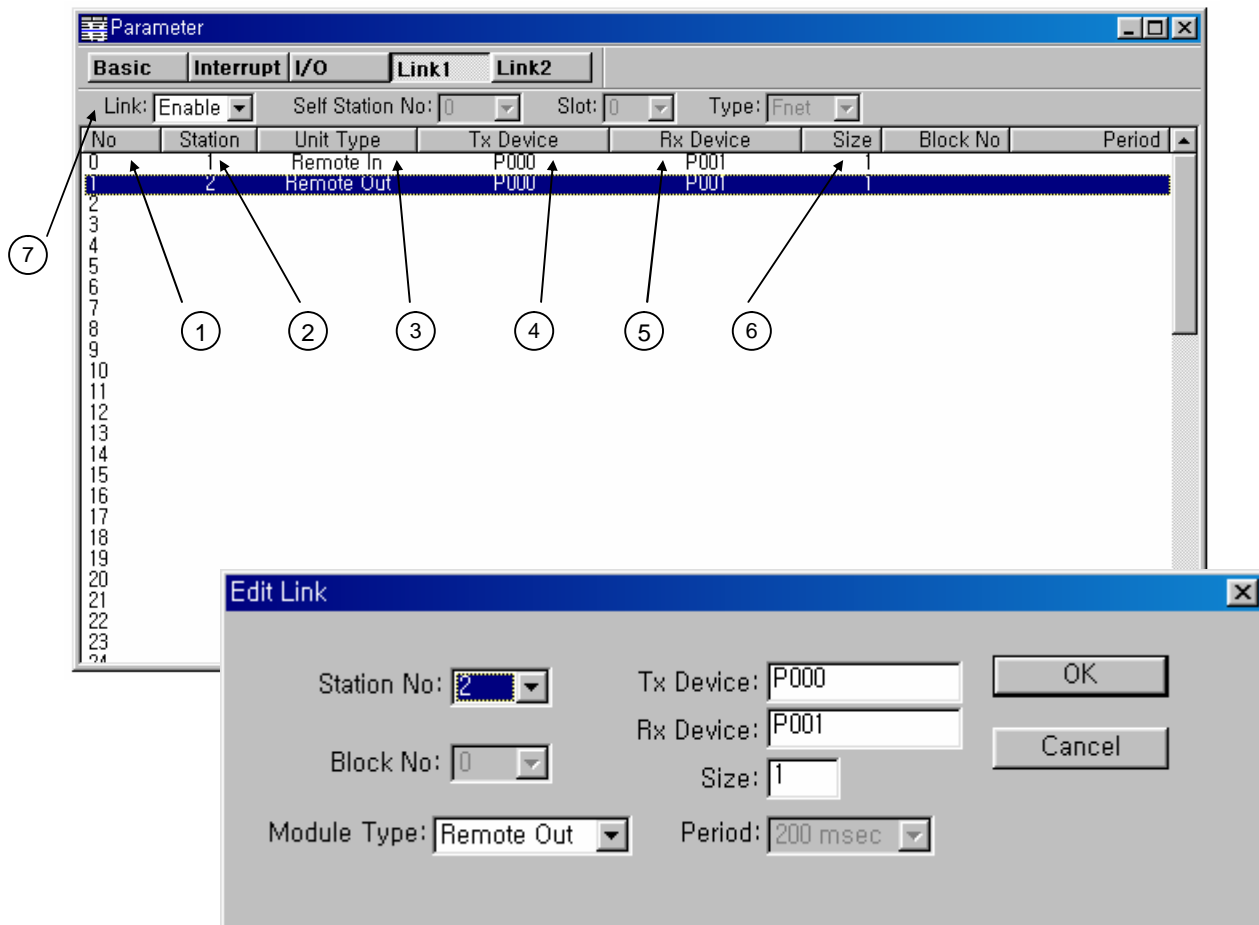 Parameter
Basic Interrupt I/O Link1 Link2
Link: Enable Self Station No: 0 Slot: 0 Type: Fnet
No Station Unit Type Tx Device Rx Device Size Block No Period
0 1 Remote In P000 P001 1
1 2 Remote Out P000 P001 1
2
3
4
5
6
7
8
9
10
11
12
13
14
15
16
17
18
19
20
21
22
23
24
7
1 2 3 4 5 6
Edit Link
Station No: 2 Tx Device: P000 OK
Rx Device: P001
Block No: 0 Cancel
Size: 1
Module Type: Remote Out Period: 200 msec